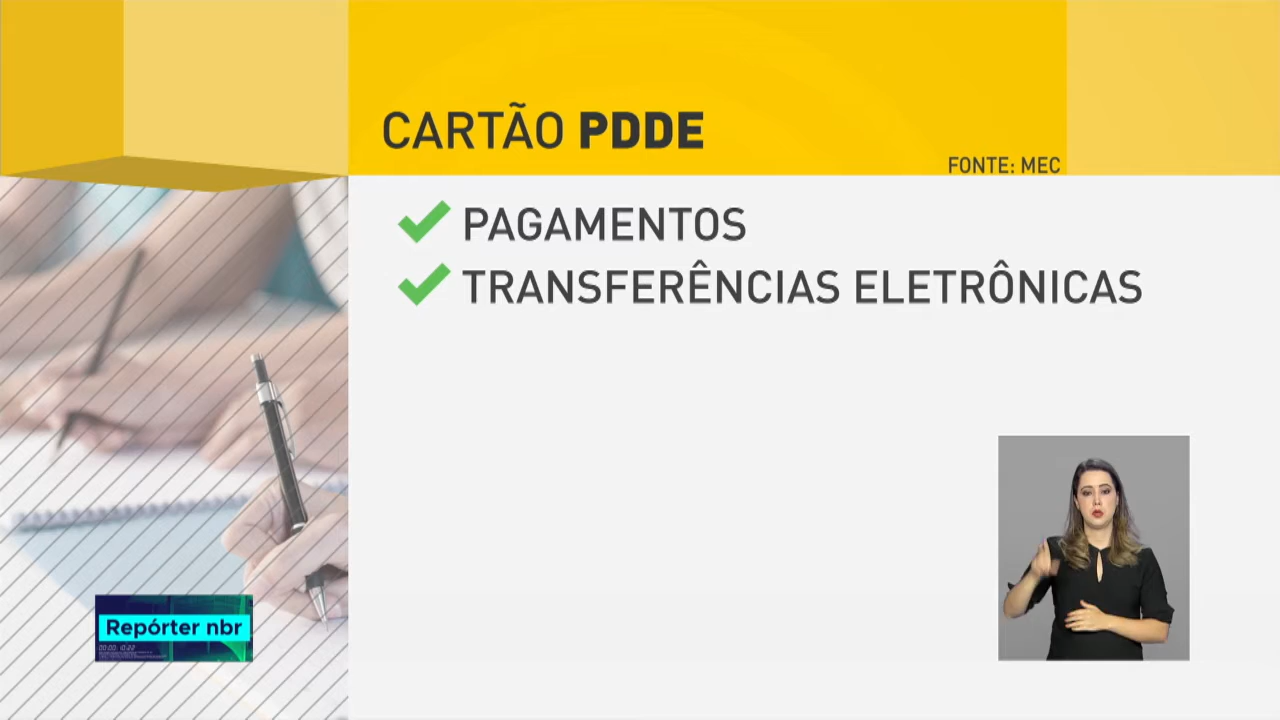 CARTÃO PDDE
FONTE: MEC
PAGAMENTOS
TRANSFERÊNCIAS ELETRÔNICAS
Repórter nbr